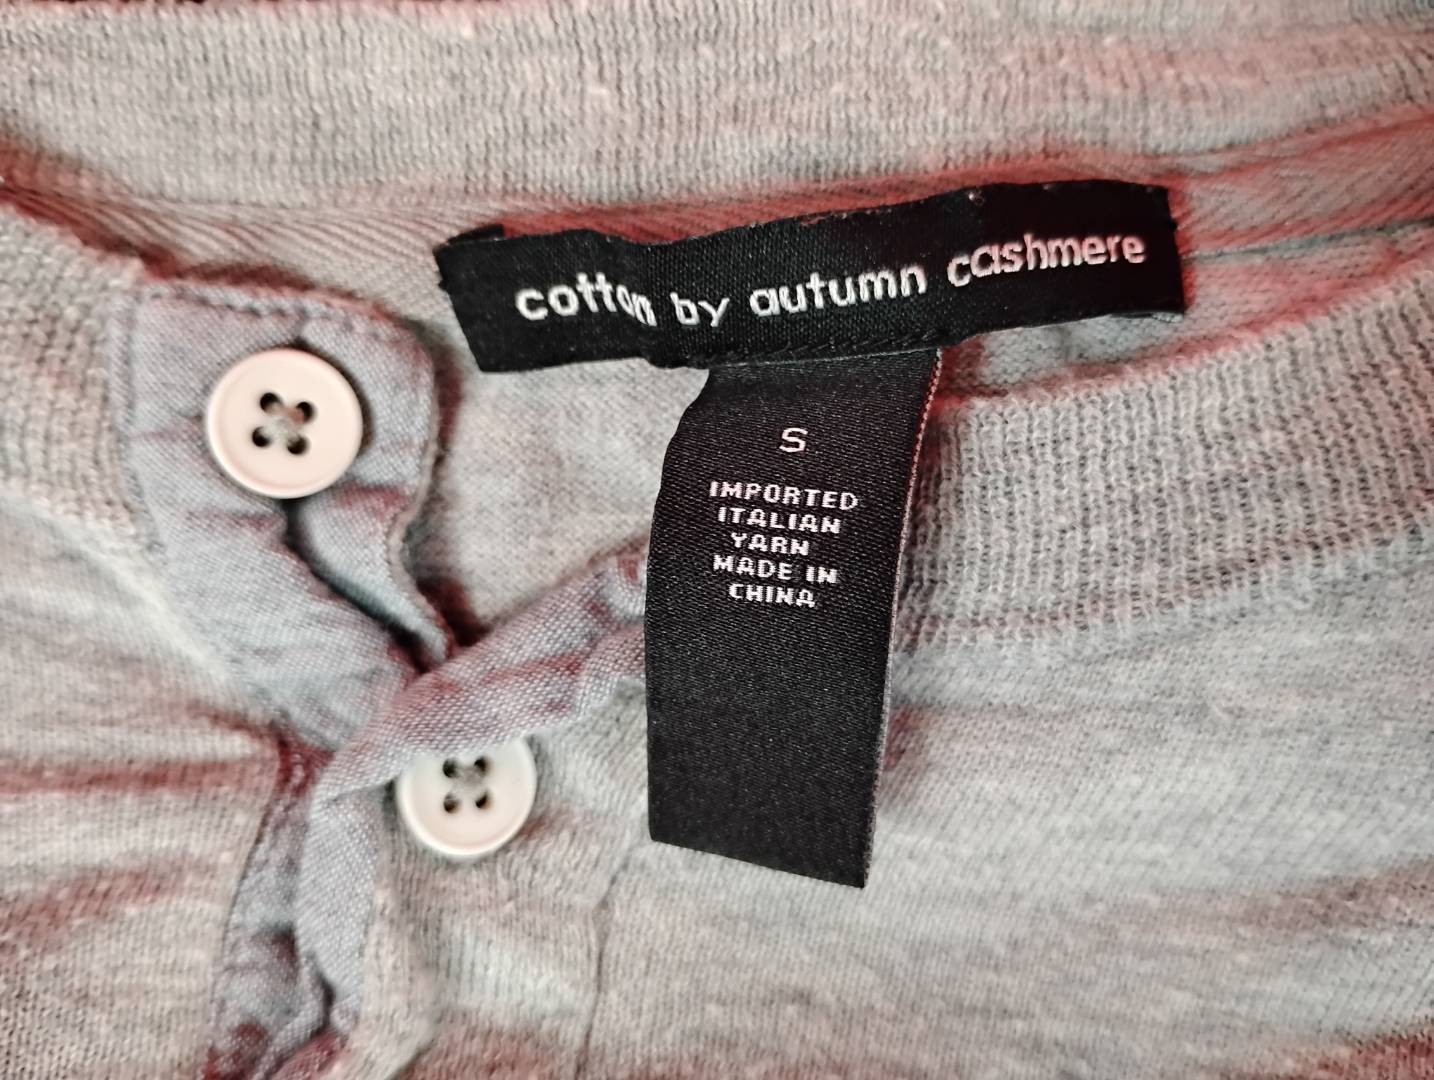 cotton by autumn cashmere
S
IMPORTED
ITALIAN
YARN
MADE IN
CHINA